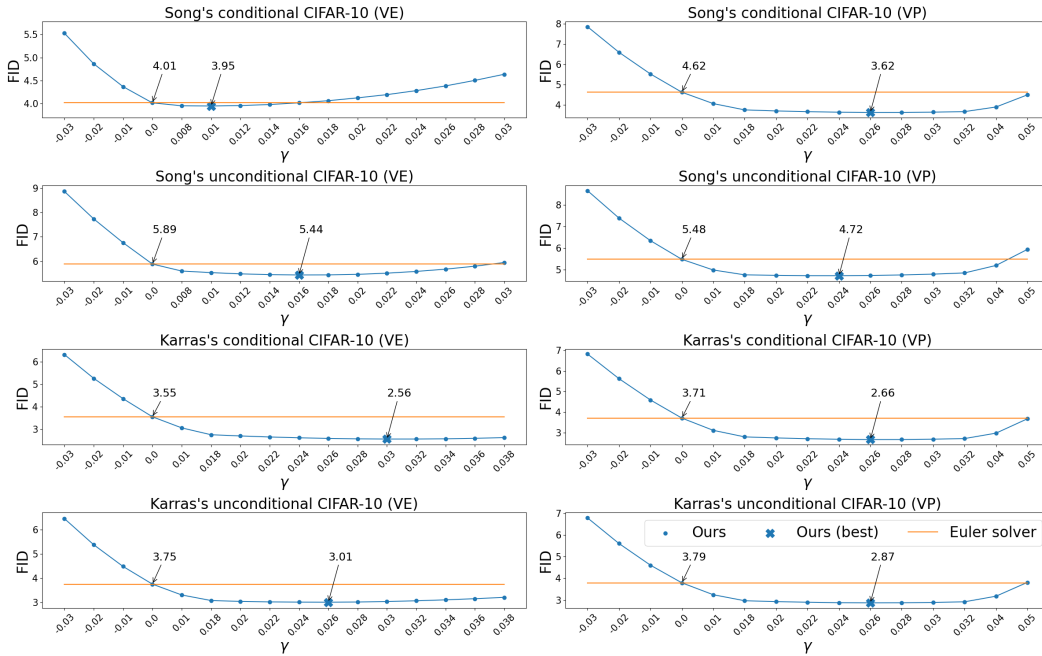 Song's conditional CIFAR-10 (VE)
FID
5.5
5.0
4.5
4.0
4.01
3.95
-0.03 -0.02 -0.01 0.0 0.008 0.01 0.012 0.014 0.016 0.018 0.02 0.022 0.024 0.026 0.028 0.03
γ
Song's conditional CIFAR-10 (VP)
FID
8
7
6
5
4
4.62
3.62
-0.03 -0.02 -0.01 0.0 0.01 0.018 0.02 0.022 0.024 0.026 0.028 0.03 0.032 0.04 0.05
γ
Song's unconditional CIFAR-10 (VE)
FID
9
8
7
6
5.89
5.44
-0.03 -0.02 -0.01 0.0 0.008 0.01 0.012 0.014 0.016 0.018 0.02 0.022 0.024 0.026 0.028 0.03
γ
Song's unconditional CIFAR-10 (VP)
FID
8
7
6
5
5.48
4.72
-0.03 -0.02 -0.01 0.0 0.01 0.018 0.02 0.022 0.024 0.026 0.028 0.03 0.032 0.04 0.05
γ
Karras's conditional CIFAR-10 (VE)
FID
6
5
4
3
3.55
2.56
-0.03 -0.02 -0.01 0.0 0.01 0.018 0.02 0.022 0.024 0.026 0.028 0.03 0.032 0.034 0.036 0.038
γ
Karras's conditional CIFAR-10 (VP)
FID
7
6
5
4
3
3.71
2.66
-0.03 -0.02 -0.01 0.0 0.01 0.018 0.02 0.022 0.024 0.026 0.028 0.03 0.032 0.04 0.05
γ
Karras's unconditional CIFAR-10 (VE)
FID
6
5
4
3
3.75
3.01
-0.03 -0.02 -0.01 0.0 0.01 0.018 0.02 0.022 0.024 0.026 0.028 0.03 0.032 0.034 0.036 0.038
γ
Karras's unconditional CIFAR-10 (VP)
Ours Ours (best) Euler solver
FID
7
6
5
4
3
3.79
2.87
-0.03 -0.02 -0.01 0.0 0.01 0.018 0.02 0.022 0.024 0.026 0.028 0.03 0.032 0.04 0.05
γ